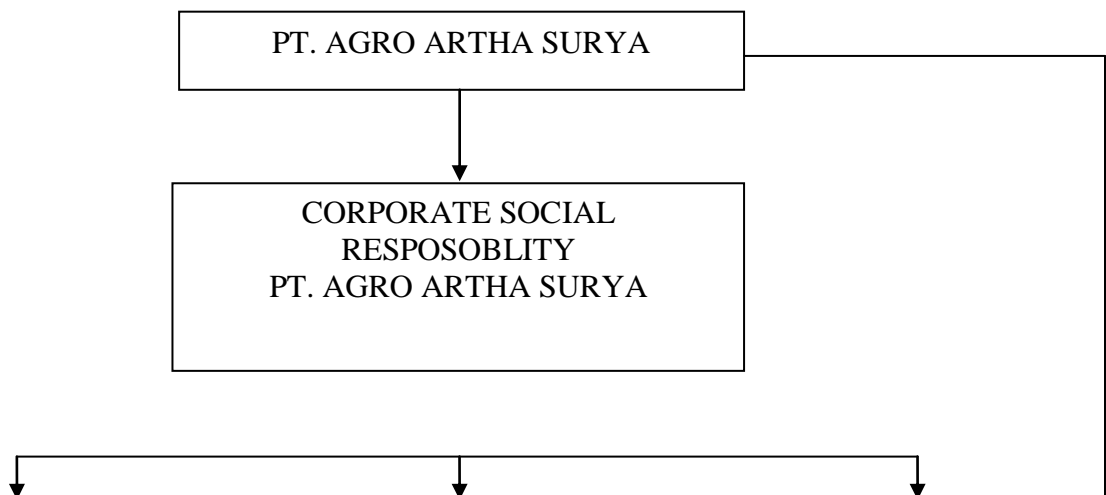 PT. AGRO ARTHA SURYA
CORPORATE SOCIAL
RESPOSOBLITY
PT. AGRO ARTHA SURYA